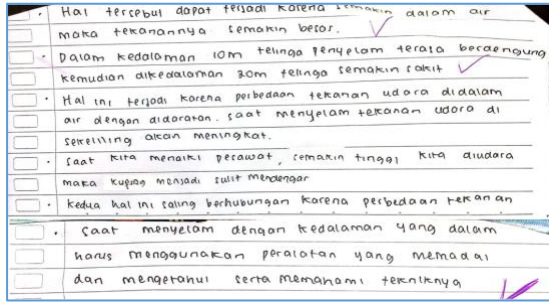 Hal tersebut dapat terjadi karena semakin dalam air
maka tekanannya semakin besar.
Dalam kedalaman 10m telinga penyelam terasa berdengung
kemudian dikedalaman 30m telinga semakin sakit
Hal ini terjadi karena perbedaan tekanan udara didalam
air dengan didaratan. saat menyelam tekanan udara di
sekeliling akan meningkat.
saat kita menaiki pesawat, semakin tinggi kita diudara
maka kuping menjadi sulit mendengar
kedua hal ini saling berhubungan karena perbedaan tekanan
saat menyelam dengan kedalaman yang dalam
harus menggunakan peralatan yang memadai
dan mengetahui serta memahami tekniknya